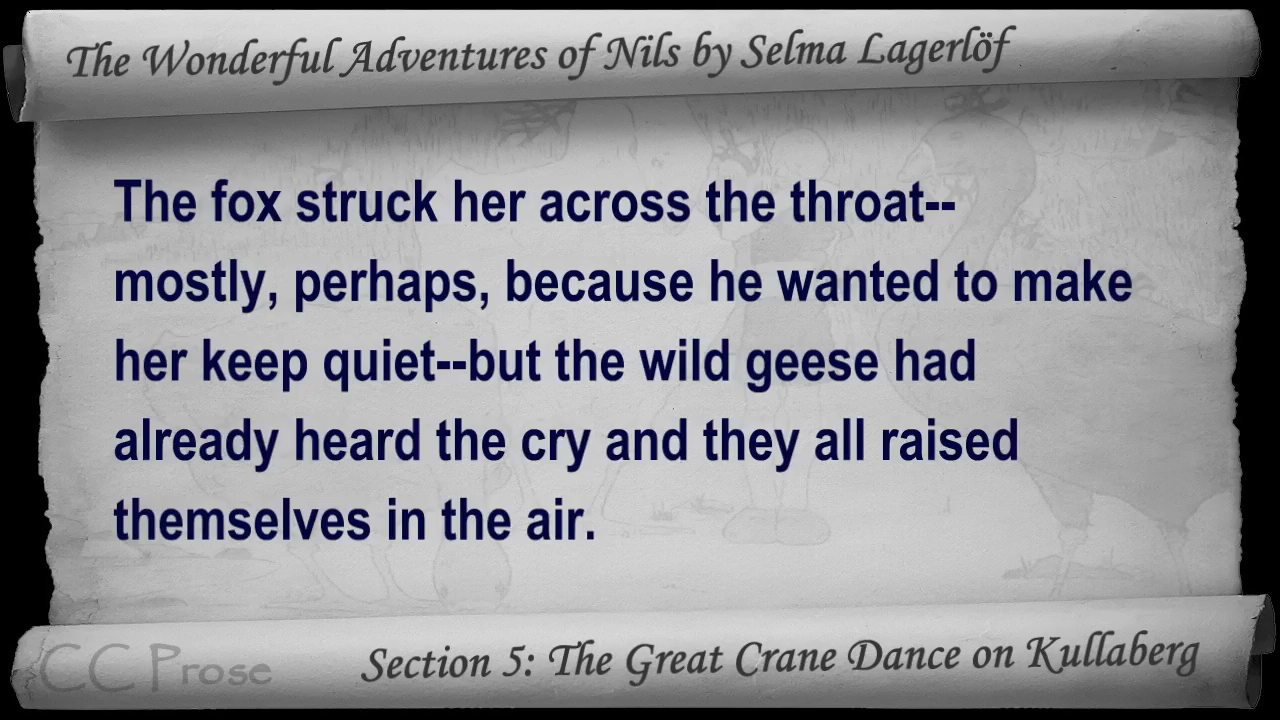 The Wonderful Adventures of Nils by Selma Lagerlöf
The fox struck her across the throat--
mostly, perhaps, because he wanted to make
her keep quiet--but the wild geese had
already heard the cry and they all raised
themselves in the air.
CC Prose
Section 5: The Great Crane Dance on Kullaberg